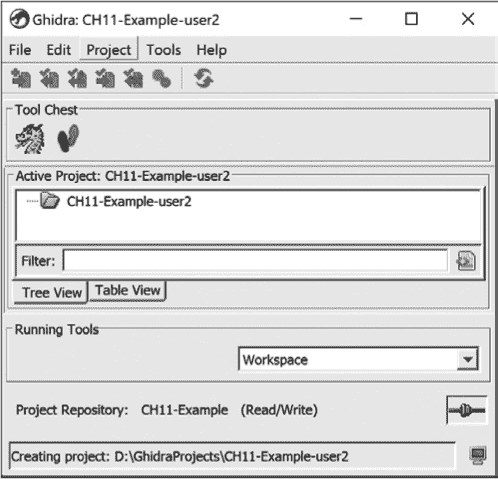 Ghidra: CH11-Example-user2
File Edit Project Tools Help
Tool Chest
Active Project: CH11-Example-user2
CH11-Example-user2
Filter:
Tree View Table View
Running Tools
Workspace
Project Repository: CH11-Example (Read/Write)
Creating project: D:\GhidraProjects\CH11-Example-user2